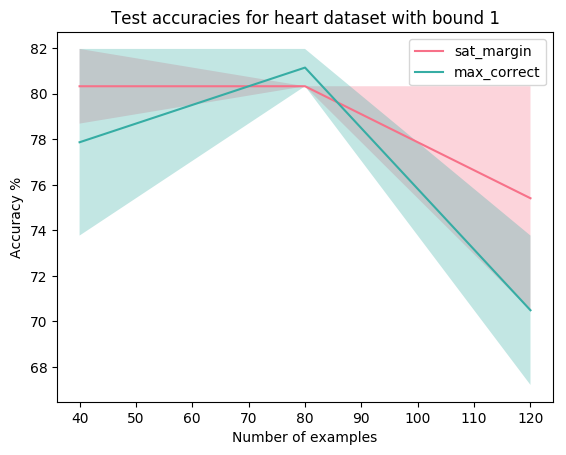 Test accuracies for heart dataset with bound 1
sat_margin
max_correct
Accuracy %
82
80
78
76
74
72
70
68
40 50 60 70 80 90 100 110 120
Number of examples